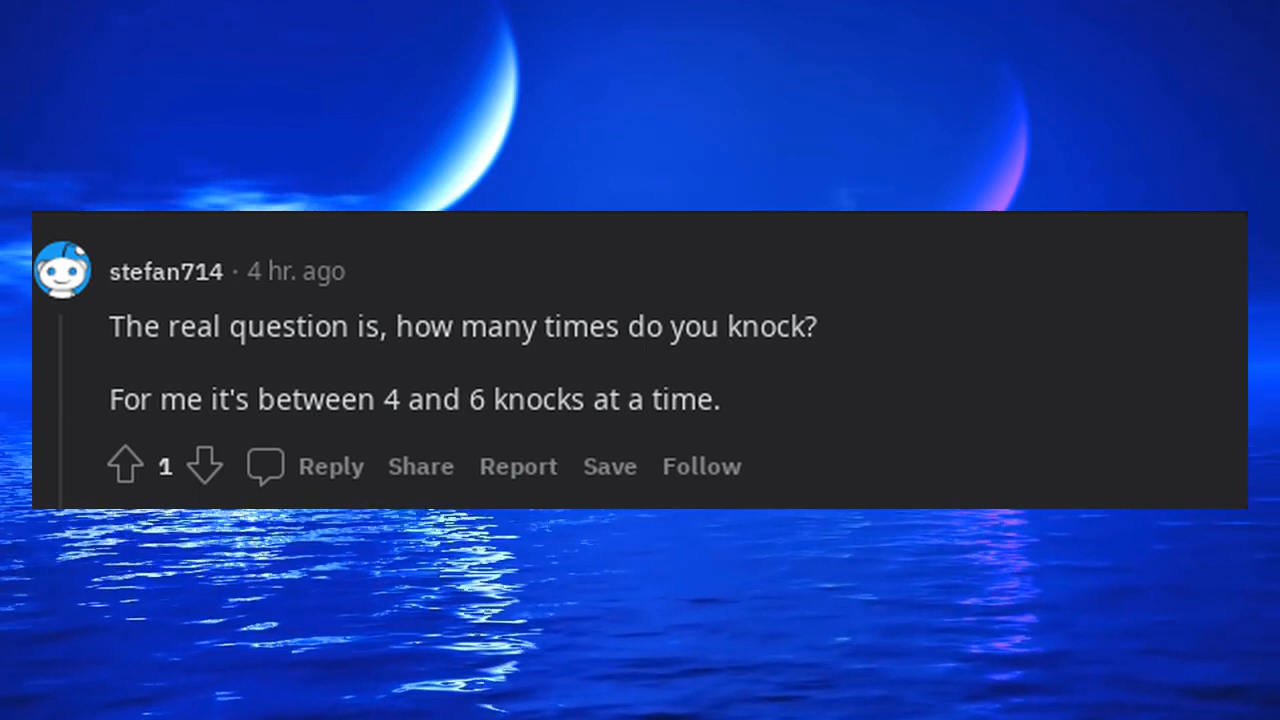 stefan714 · 4 hr. ago
The real question is, how many times do you knock?
For me it's between 4 and 6 knocks at a time.
1 Reply Share Report Save Follow